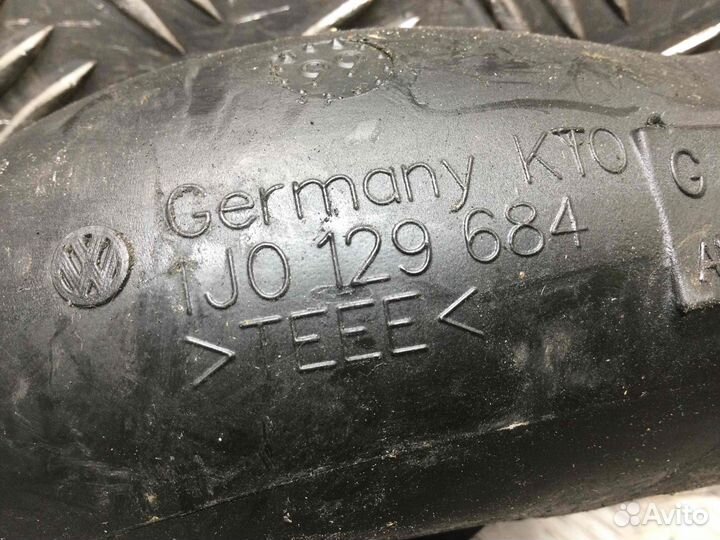 Germany KTO
1J0 129 684
>TEEE<
G
A
Avito